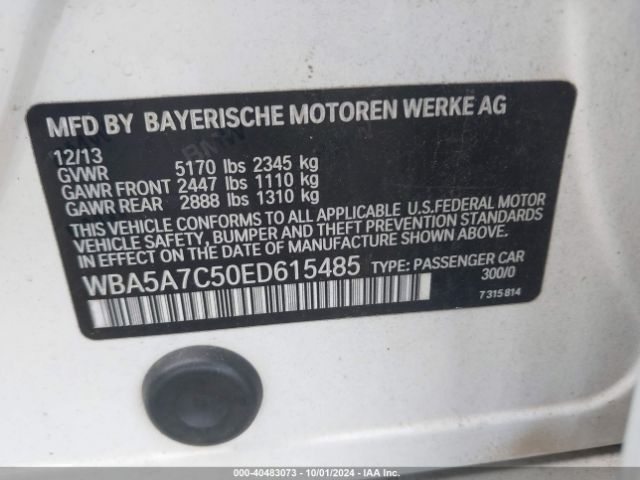 MFD BY BAYERISCHE MOTOREN WERKE AG
12/13
GVWR 5170 lbs 2345 kg
GAWR FRONT 2447 lbs 1110 kg
GAWR REAR 2888 lbs 1310 kg
THIS VEHICLE CONFORMS TO ALL APPLICABLE U.S.FEDERAL MOTOR
VEHICLE SAFETY, BUMPER AND THEFT PREVENTION STANDARDS
IN EFFECT ON THE DATE OF MANUFACTURE SHOWN ABOVE.
WBA5A7C50ED615485 TYPE: PASSENGER CAR
300/0
7315814
000-40483073 - 10/01/2024 - IAA Inc.